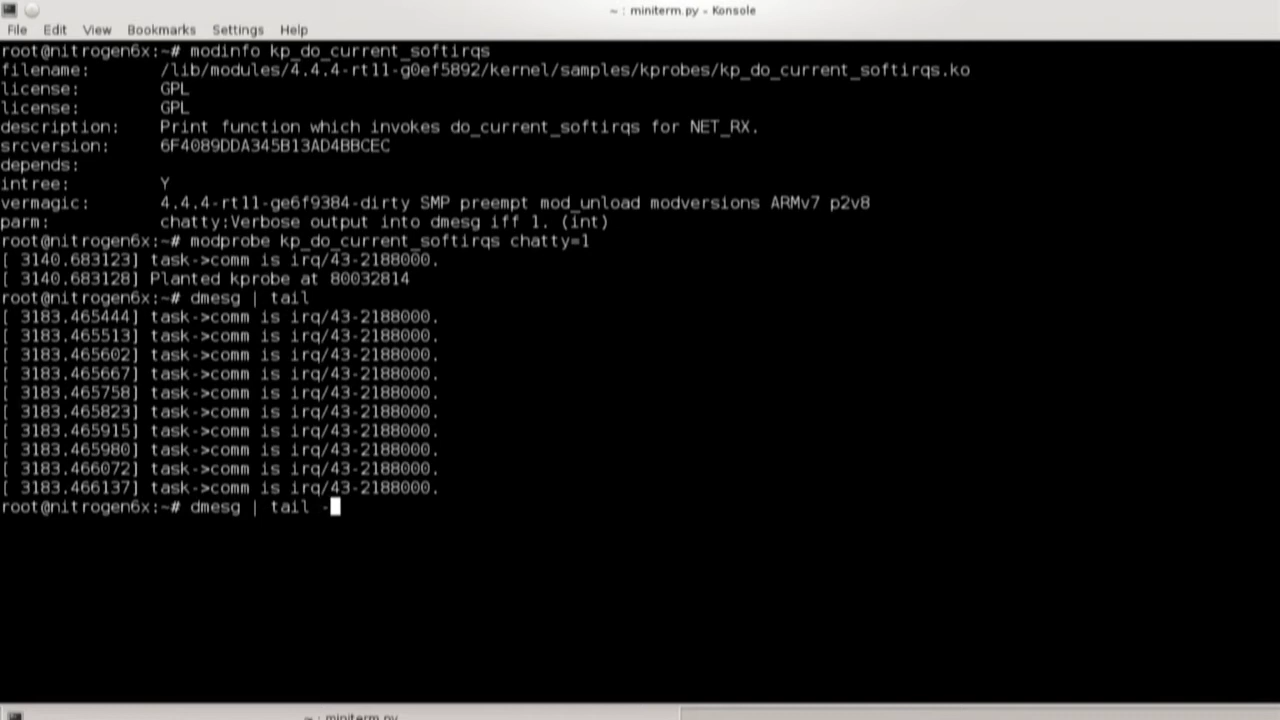 ~ : miniterm.py - Konsole
File Edit View Bookmarks Settings Help
root@nitrogen6x:~# modinfo kp_do_current_softirqs
filename: /lib/modules/4.4.4-rt11-g0ef5892/kernel/samples/kprobes/kp_do_current_softirqs.ko
license: GPL
license: GPL
description: Print function which invokes do_current_softirqs for NET_RX.
srcversion: 6F4089DDA345B13AD4BBCEC
depends:
intree: Y
vermagic: 4.4.4-rt11-ge6f9384-dirty SMP preempt mod_unload modversions ARMv7 p2v8
parm: chatty:Verbose output into dmesg iff 1. (int)
root@nitrogen6x:~# modprobe kp_do_current_softirqs chatty=1
[ 3140.683123] task->comm is irq/43-2188000.
[ 3140.683128] Planted kprobe at 80032814
root@nitrogen6x:~# dmesg | tail
[ 3183.465444] task->comm is irq/43-2188000.
[ 3183.465513] task->comm is irq/43-2188000.
[ 3183.465602] task->comm is irq/43-2188000.
[ 3183.465667] task->comm is irq/43-2188000.
[ 3183.465758] task->comm is irq/43-2188000.
[ 3183.465823] task->comm is irq/43-2188000.
[ 3183.465915] task->comm is irq/43-2188000.
[ 3183.465980] task->comm is irq/43-2188000.
[ 3183.466072] task->comm is irq/43-2188000.
[ 3183.466137] task->comm is irq/43-2188000.
root@nitrogen6x:~# dmesg | tail -
~ : miniterm.py